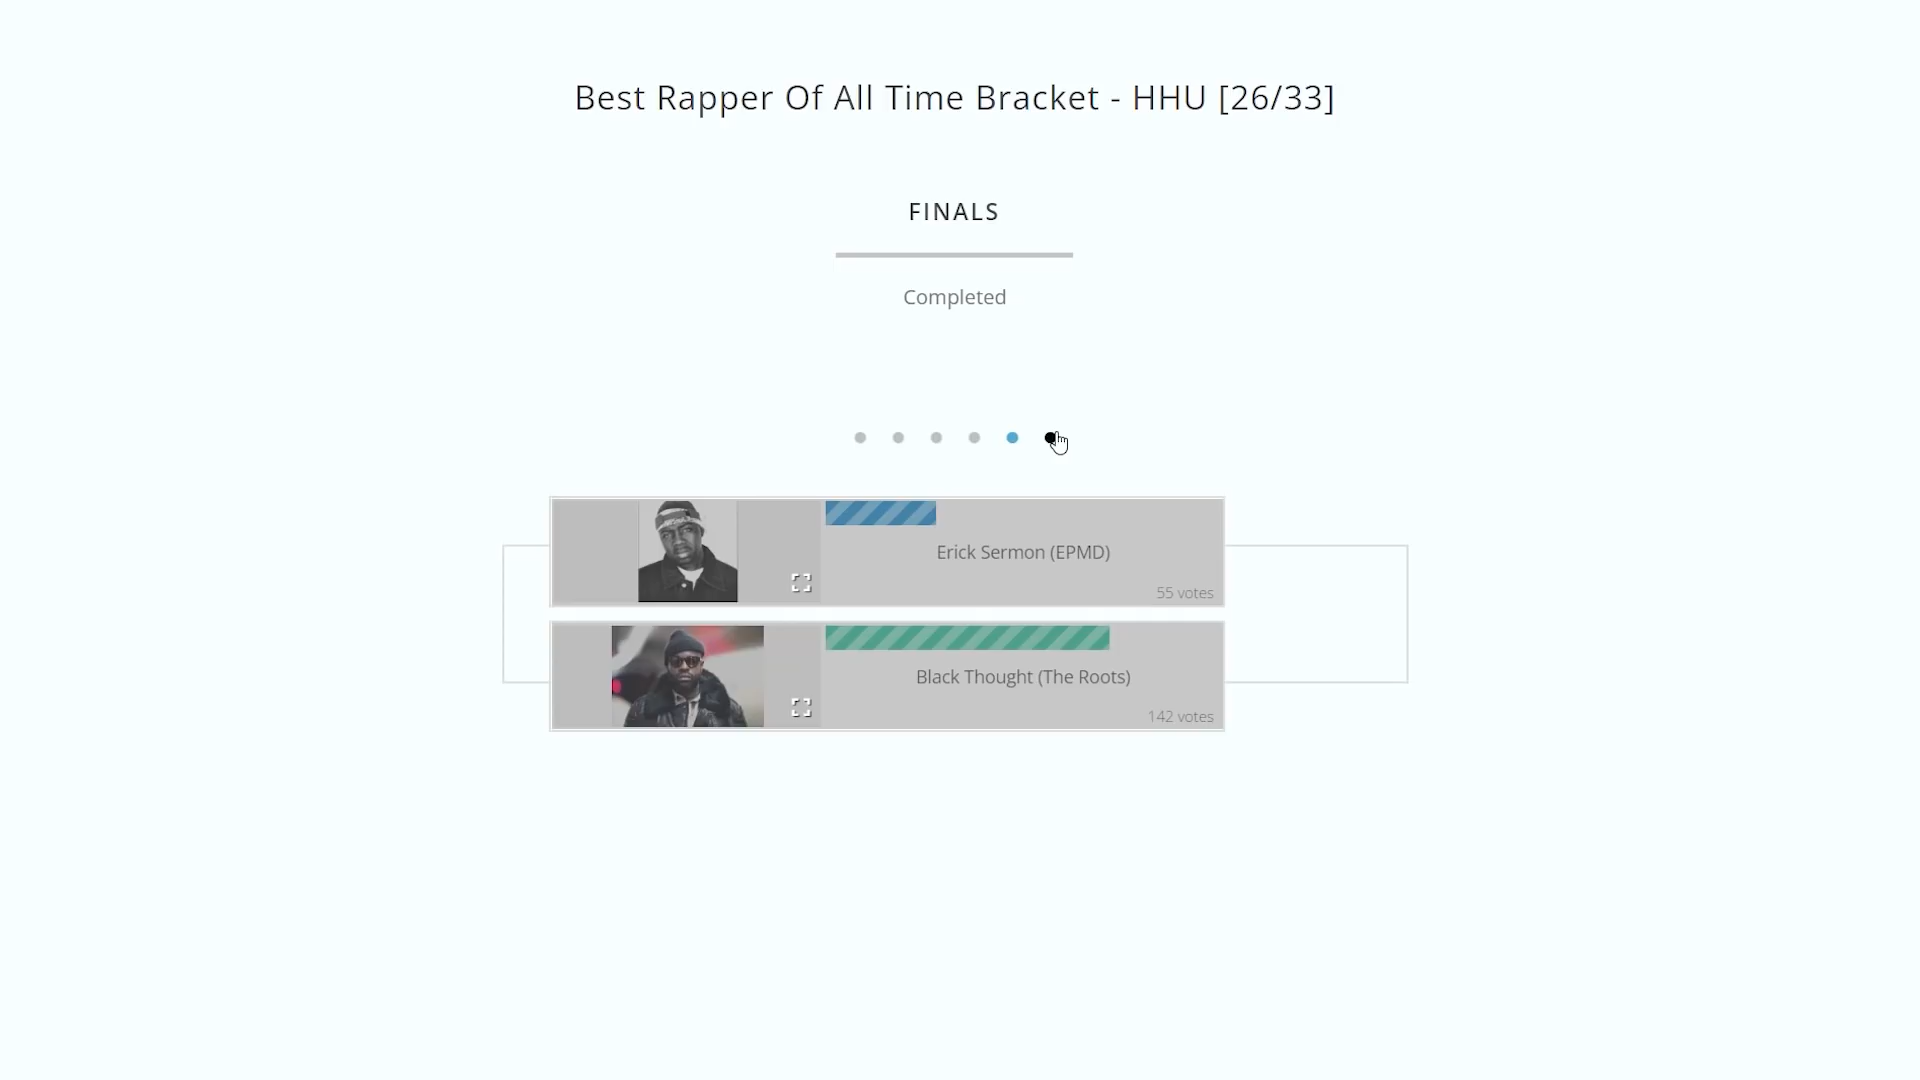 Best Rapper Of All Time Bracket - HHU [26/33]
FINALS
Completed
Erick Sermon (EPMD)
55 votes
Black Thought (The Roots)
142 votes